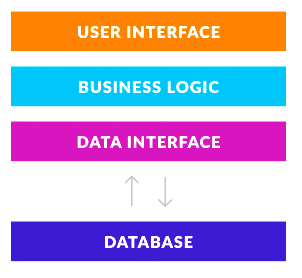 USER INTERFACE
BUSINESS LOGIC
DATA INTERFACE
DATABASE